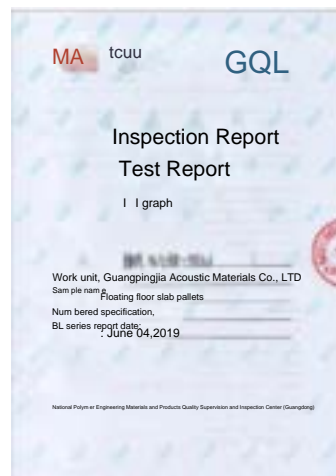 MA tcuu GQL
Inspection Report
Test Report
I I graph
Work unit, Guangpingjia Acoustic Materials Co., LTD
Sam ple nam e
Floating floor slab pallets
Num bered specification,
BL series report date:
: June 04,2019
National Polym er Engineering Materials and Products Quality Supervision and Inspection Center (Guangdong)